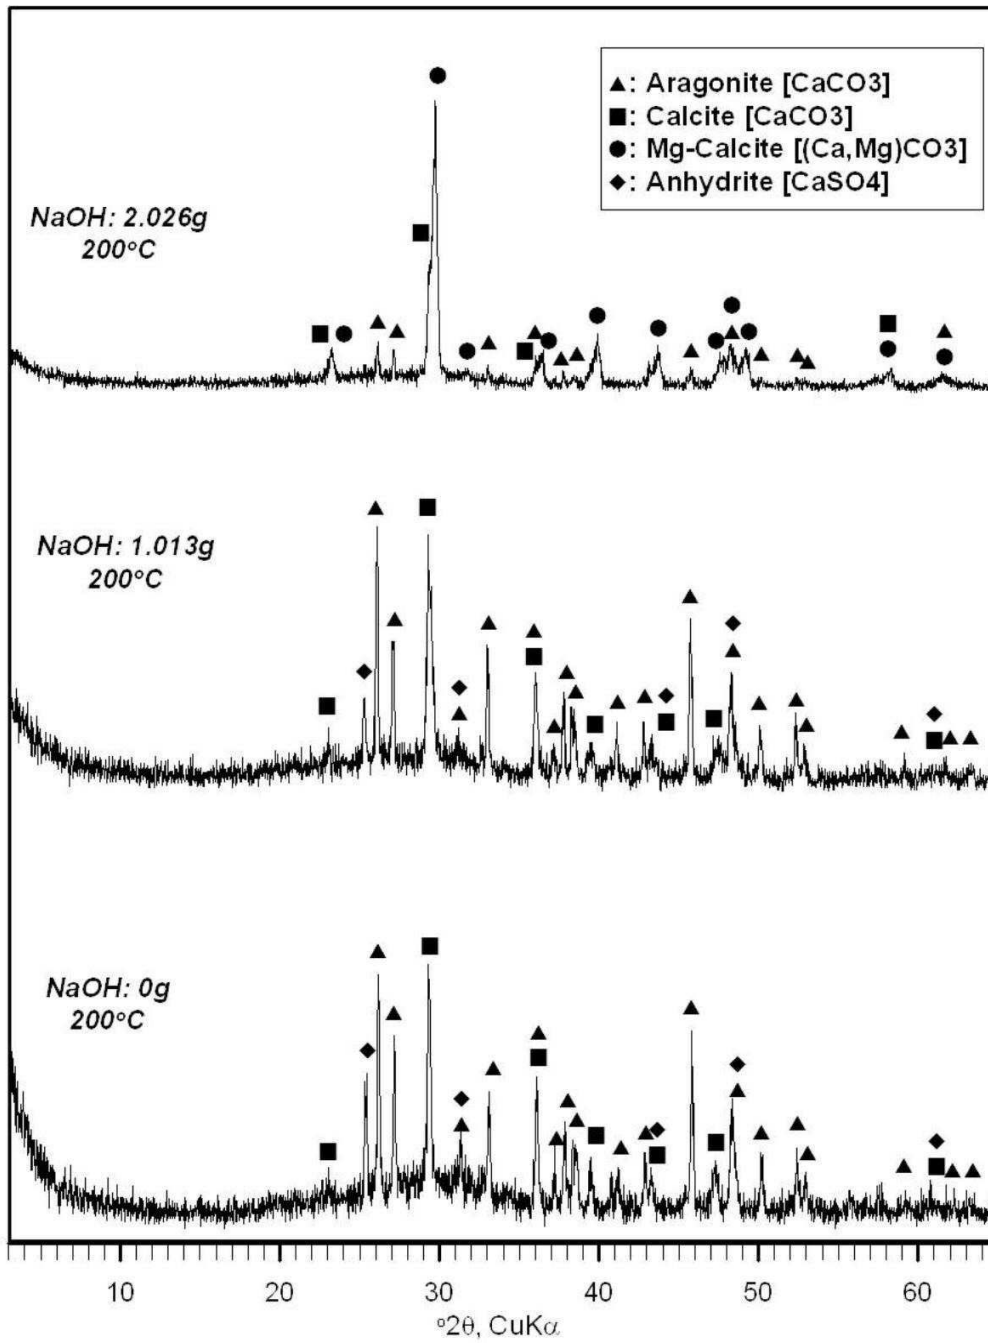 ▲: Aragonite [CaCO3]
■: Calcite [CaCO3]
●: Mg-Calcite [(Ca,Mg)CO3]
◆: Anhydrite [CaSO4]
NaOH: 2.026g
200°C
NaOH: 1.013g
200°C
NaOH: 0g
200°C
10 20 30 40 50 60
°2θ, CuKα